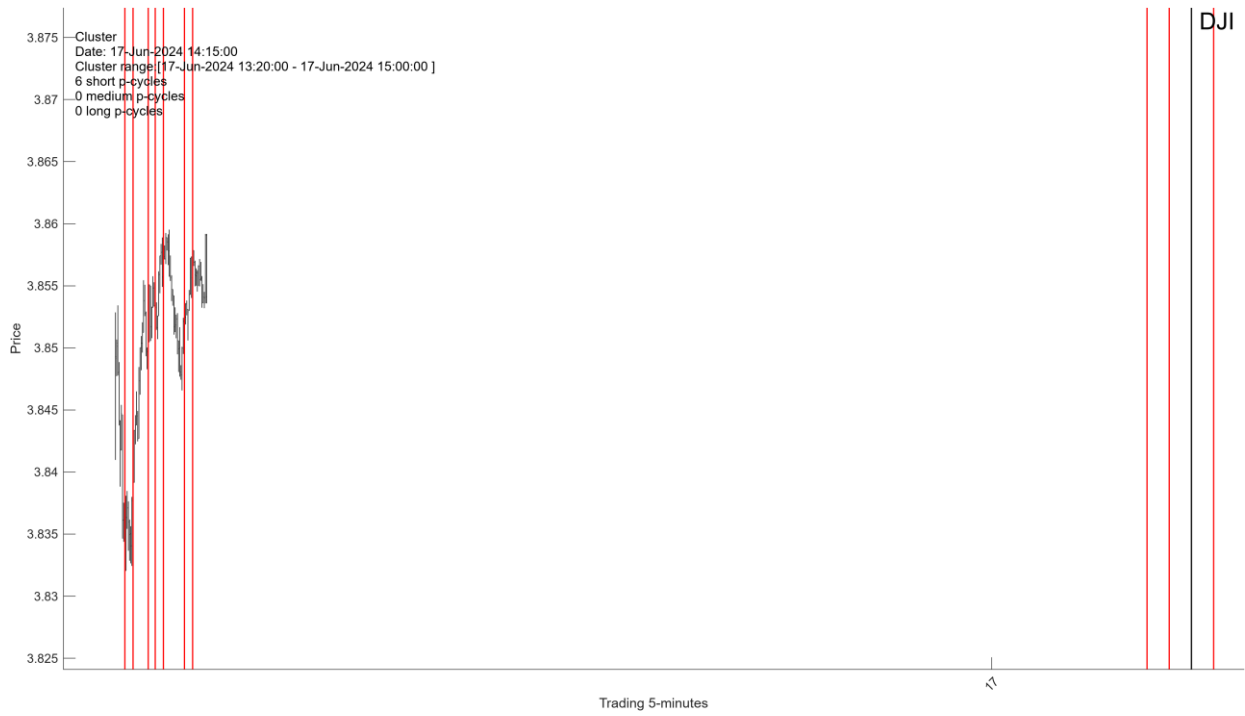 DJI
Cluster
Date: 17-Jun-2024 14:15:00
Cluster range:[17-Jun-2024 13:20:00 - 17-Jun-2024 15:00:00 ]
6 short p-cycles
0 medium p-cycles
0 long p-cycles
3.875
3.87
3.865
3.86
3.855
3.85
3.845
3.84
3.835
3.83
3.825
Price
17
Trading 5-minutes